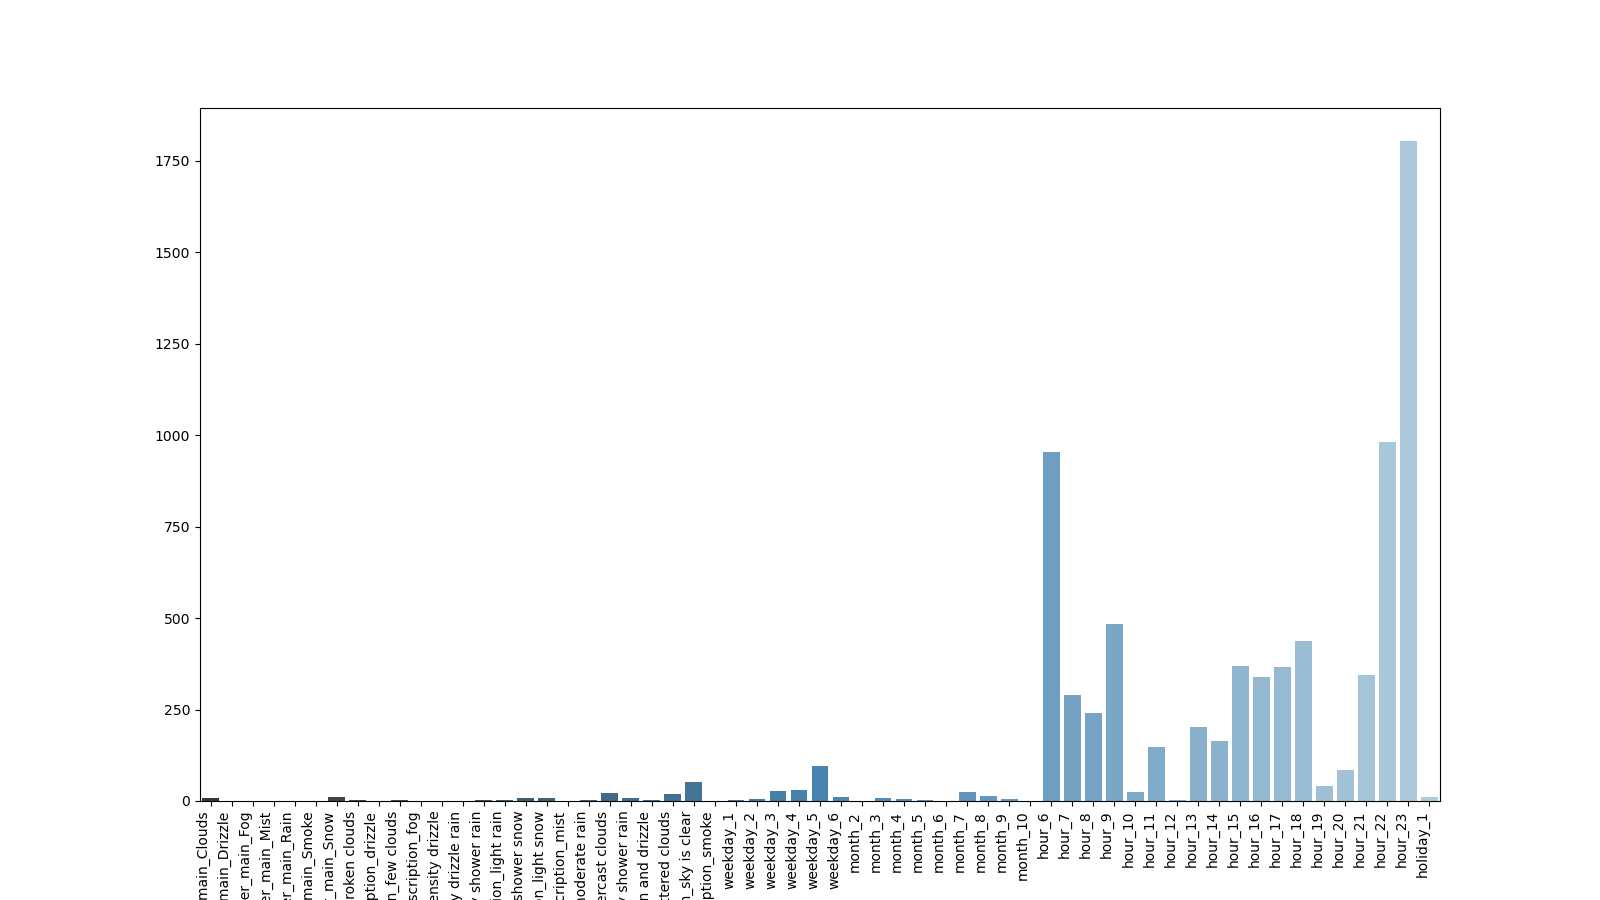 1750
1500
1250
1000
750
500
250
0
main_Clouds
main_Drizzle
er_main_Fog
er_main_Mist
er_main_Rain
main_Smoke
_main_Snow
roken clouds
ption_drizzle
n_few clouds
scription_fog
ensity drizzle
y drizzle rain
y shower rain
ion_light rain
shower snow
on_light snow
cription_mist
noderate rain
ercast clouds
y shower rain
n and drizzle
ttered clouds
n_sky is clear
ption_smoke
weekday_1
weekday_2
weekday_3
weekday_4
weekday_5
weekday_6
month_2
month_3
month_4
month_5
month_6
month_7
month_8
month_9
month_10
hour_6
hour_7
hour_8
hour_9
hour_10
hour_11
hour_12
hour_13
hour_14
hour_15
hour_16
hour_17
hour_18
hour_19
hour_20
hour_21
hour_22
hour_23
holiday_1